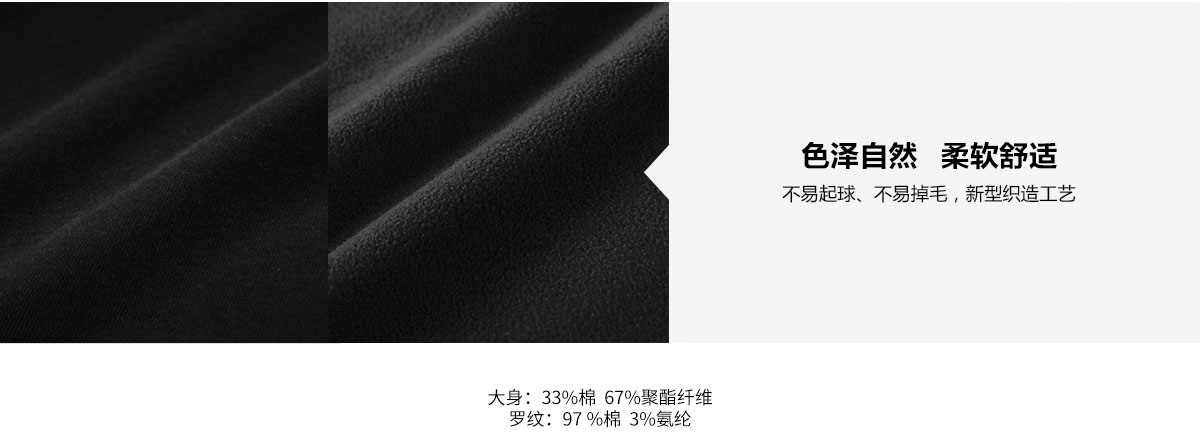 色泽自然 柔软舒适
不易起球、不易掉毛，新型织造工艺
大身：33%棉 67%聚酯纤维
罗纹：97 %棉 3%氨纶